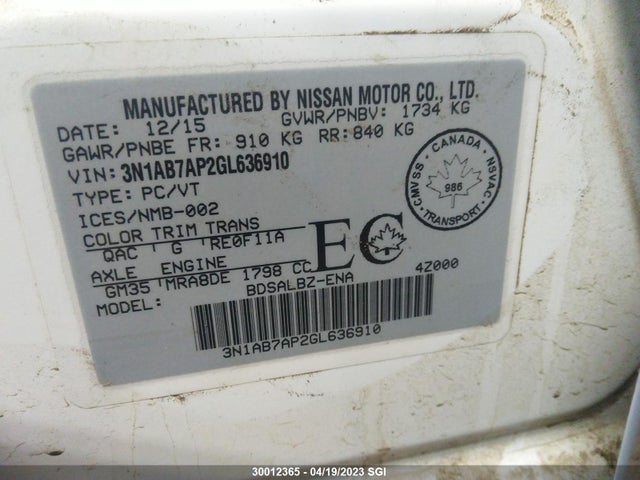 MANUFACTURED BY NISSAN MOTOR CO., LTD.
DATE: 12/15 GVWR/PNBV: 1734 KG
GAWR/PNBE FR: 910 KG RR: 840 KG
VIN: 3N1AB7AP2GL636910
TYPE: PC/VT
ICES/NMB-002
COLOR TRIM TRANS
QAC G RE0F11A
AXLE ENGINE
GM35 MRA8DE 1798 CC
MODEL: BDSALBZ-ENA
EC 4Z000
3N1AB7AP2GL636910
CANADA
CMVSS NSVAC
986
TRANSPORT
30012365 - 04/19/2023 SGI